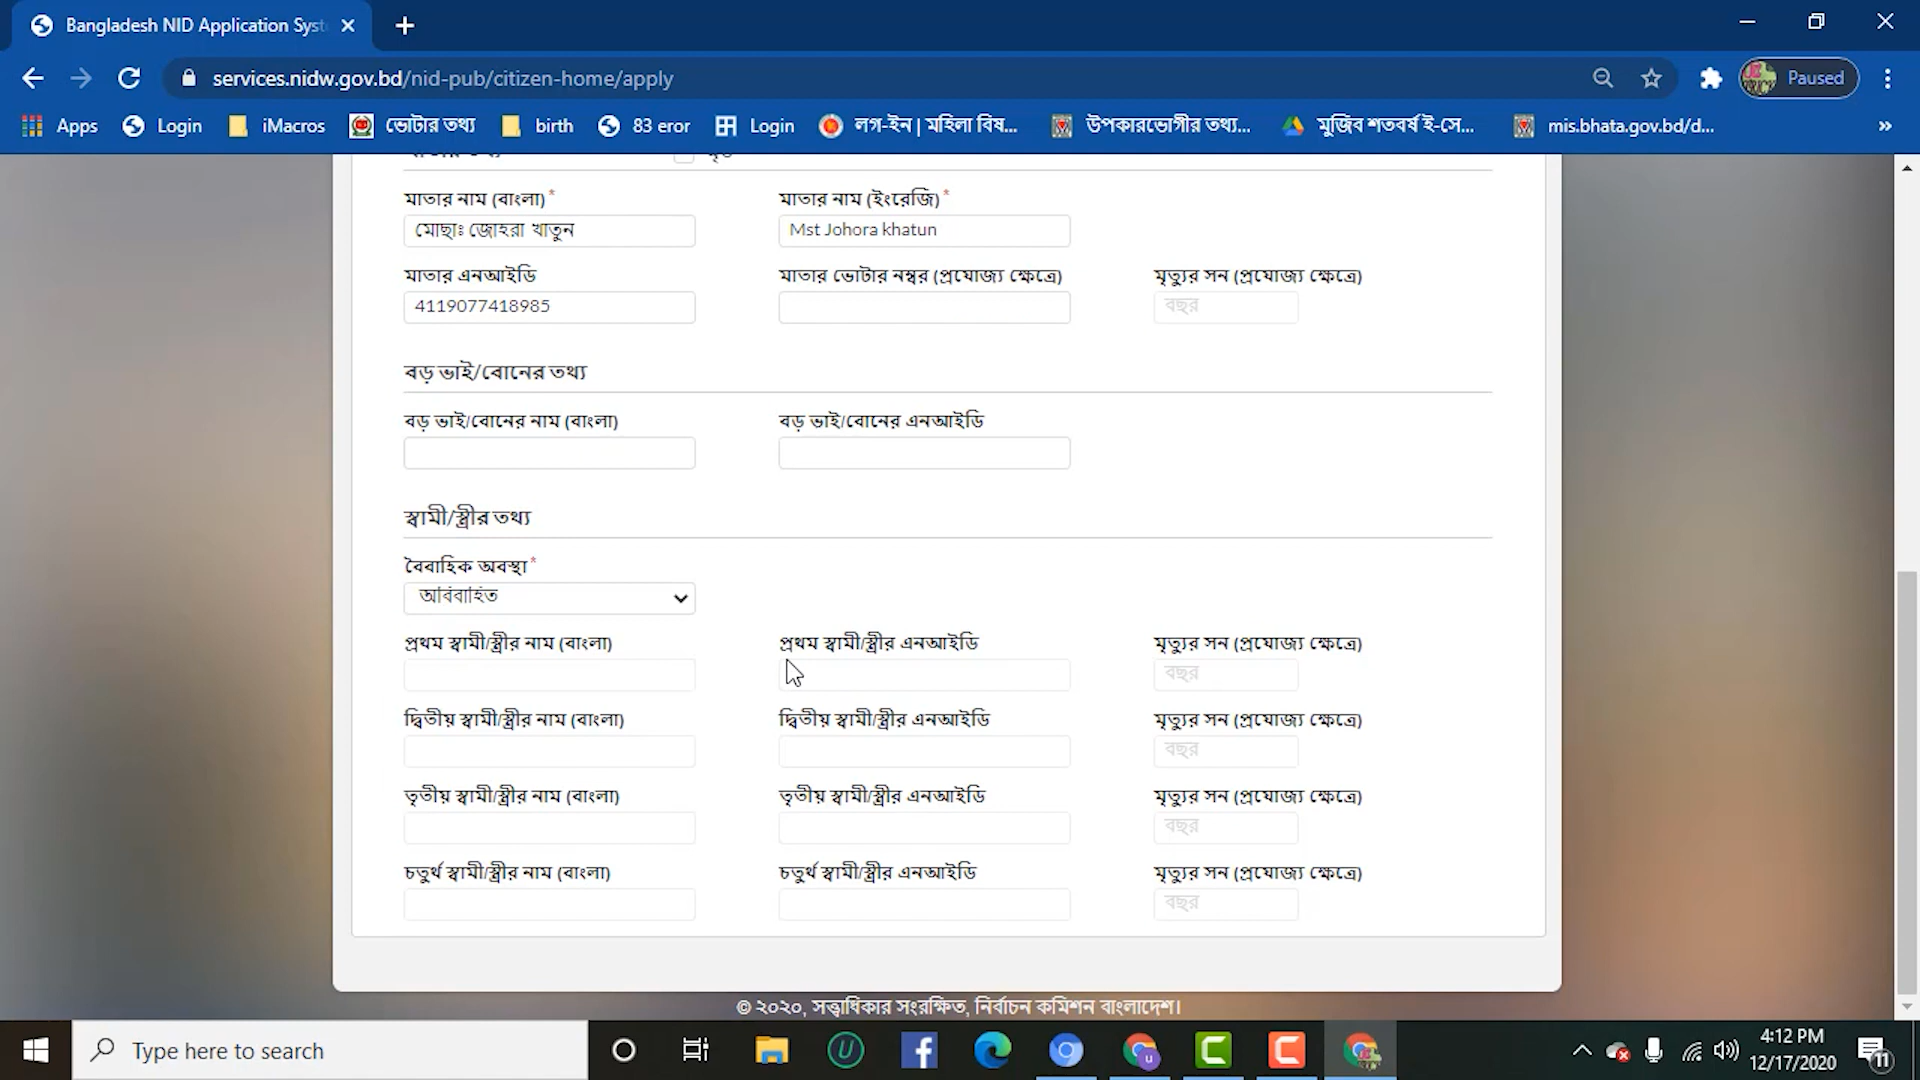 Bangladesh NID Application Syst
services.nidw.gov.bd/nid-pub/citizen-home/apply
Paused
Apps
Login
iMacros
ভোটার তথ্য
birth
83 eror
Login
লগ-ইন | মহিলা বিষ...
উপকারভোগীর তথ্য...
মুজিব শতবর্ষ ই-সে...
mis.bhata.gov.bd/d...
»
মাতার নাম (বাংলা) *
মাতার নাম (ইংরেজি) *
মোছাঃ জোহরা খাতুন
Mst Johora khatun
মাতার এনআইডি
মাতার ভোটার নম্বর (প্রযোজ্য ক্ষেত্রে)
মৃত্যুর সন (প্রযোজ্য ক্ষেত্রে)
4119077418985
বছর
বড় ভাই/বোনের তথ্য
বড় ভাই/বোনের নাম (বাংলা)
বড় ভাই/বোনের এনআইডি
স্বামী/স্ত্রীর তথ্য
বৈবাহিক অবস্থা *
অবিবাহিত
প্রথম স্বামী/স্ত্রীর নাম (বাংলা)
প্রথম স্বামী/স্ত্রীর এনআইডি
মৃত্যুর সন (প্রযোজ্য ক্ষেত্রে)
বছর
দ্বিতীয় স্বামী/স্ত্রীর নাম (বাংলা)
দ্বিতীয় স্বামী/স্ত্রীর এনআইডি
মৃত্যুর সন (প্রযোজ্য ক্ষেত্রে)
বছর
তৃতীয় স্বামী/স্ত্রীর নাম (বাংলা)
তৃতীয় স্বামী/স্ত্রীর এনআইডি
মৃত্যুর সন (প্রযোজ্য ক্ষেত্রে)
বছর
চতুর্থ স্বামী/স্ত্রীর নাম (বাংলা)
চতুর্থ স্বামী/স্ত্রীর এনআইডি
মৃত্যুর সন (প্রযোজ্য ক্ষেত্রে)
বছর
© ২০২০, সত্ত্বাধিকার সংরক্ষিত, নির্বাচন কমিশন বাংলাদেশ।
Type here to search
4:12 PM
12/17/2020
11